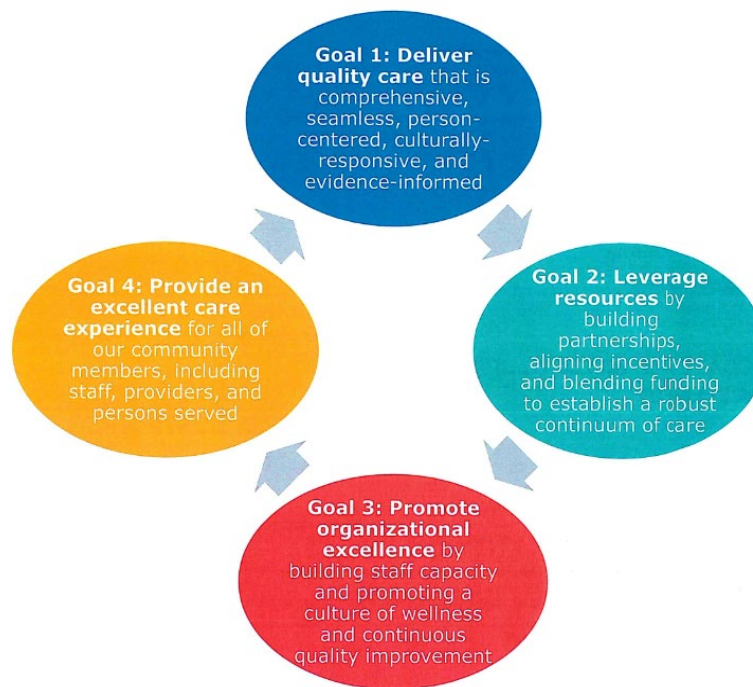 Goal 1: Deliver
quality care that is
comprehensive,
seamless, person-
centered, culturally-
responsive, and
evidence-informed
Goal 2: Leverage
resources by
building
partnerships,
aligning incentives,
and blending funding
to establish a robust
continuum of care
Goal 3: Promote
organizational
excellence by
building staff capacity
and promoting a
culture of wellness
and continuous
quality improvement
Goal 4: Provide an
excellent care
experience for all of
our community
members, including
staff, providers, and
persons served